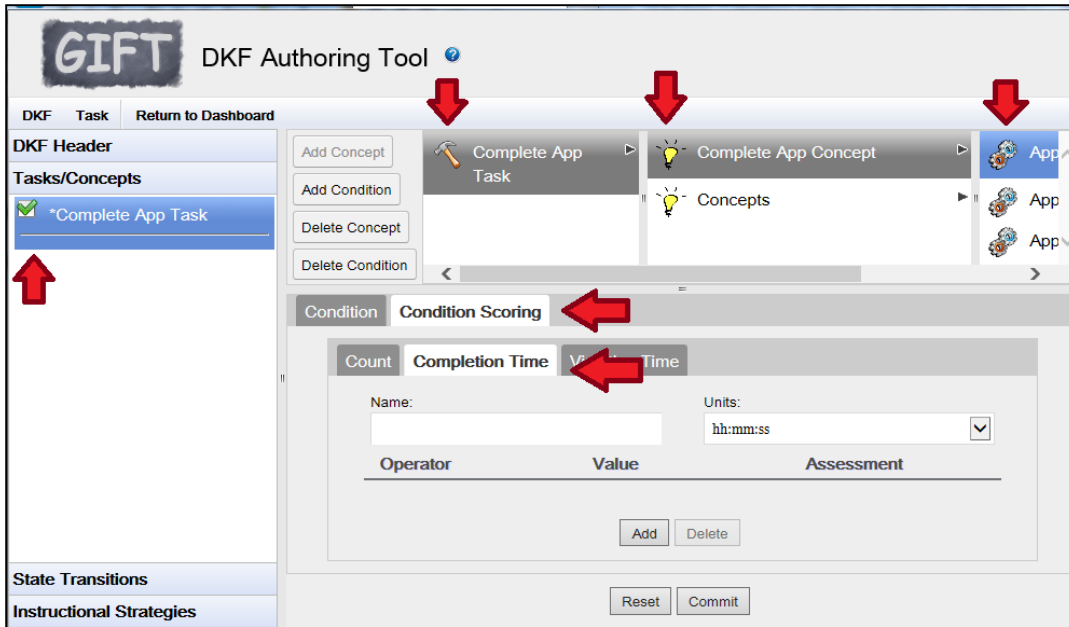 GIFT
DKF Authoring Tool ?
DKF Task Return to Dashboard
DKF Header
Tasks/Concepts
*Complete App Task
State Transitions
Instructional Strategies
Add Concept
Add Condition
Delete Concept
Delete Condition
Complete App
Task
Complete App Concept
Concepts
App
App
App
Condition Condition Scoring
Count Completion Time Time
Name: Units:
hh:mm:ss
Operator Value Assessment
Add Delete
Reset Commit